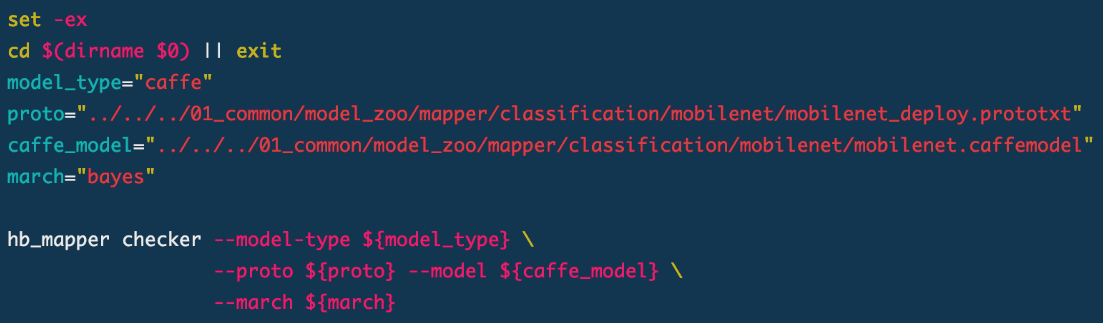 set -ex
cd $(dirname $0) || exit
model_type="caffe"
proto="../../../01_common/model_zoo/mapper/classification/mobilenet/mobilenet_deploy.prototxt"
caffe_model="../../../01_common/model_zoo/mapper/classification/mobilenet/mobilenet.caffemodel"
march="bayes"
hb_mapper checker --model-type ${model_type} \
--proto ${proto} --model ${caffe_model} \
--march ${march}